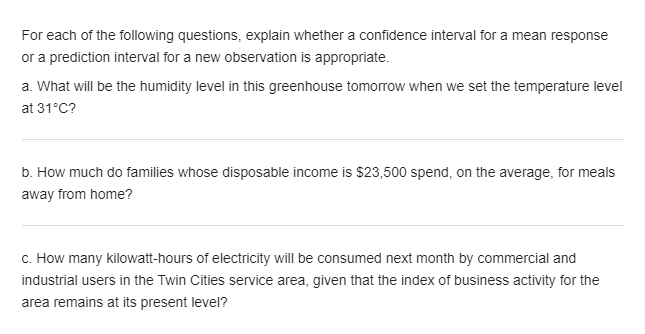 For each of the following questions, explain whether a confidence interval for a mean response
or a prediction interval for a new observation is appropriate.
a. What will be the humidity level in this greenhouse tomorrow when we set the temperature level
at 31°C?
b. How much do families whose disposable income is $23,500 spend, on the average, for meals
away from home?
c. How many kilowatt-hours of electricity will be consumed next month by commercial and
industrial users in the Twin Cities service area, given that the index of business activity for the
area remains at its present level?